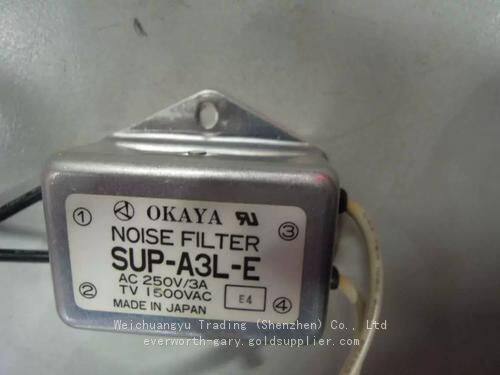 ① OKAYA ③
NOISE FILTER
SUP-A3L-E
AC 250V/3A
② TV 1500VAC E4 ④
MADE IN JAPAN
Weichuangyu Trading (Shenzhen) Co., Ltd
everworth-gary.goldsupplier.com